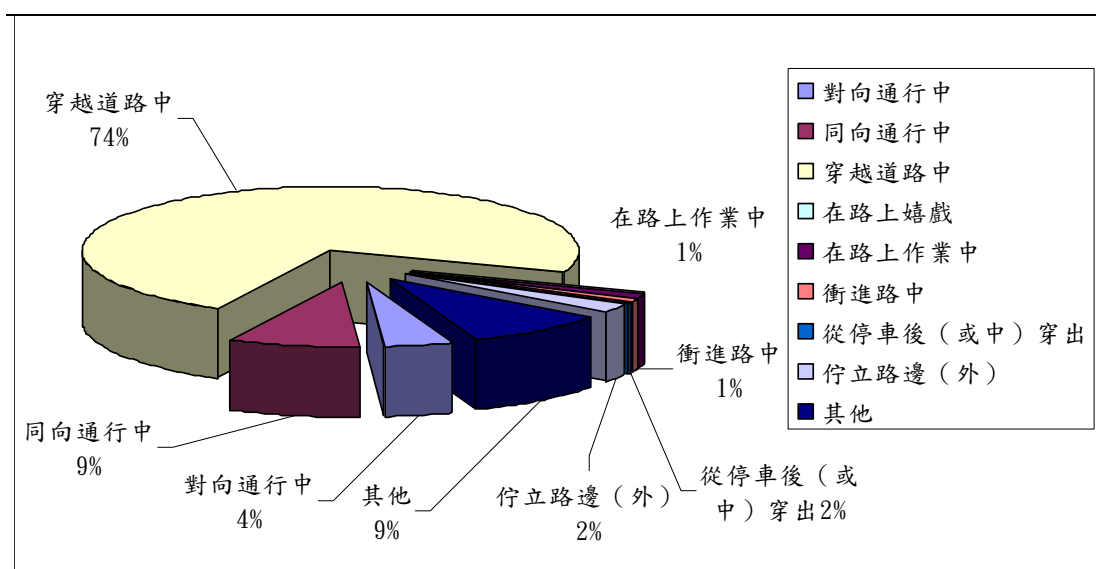 穿越道路中
74%
在路上作業中
1%
衝進路中
1%
從停車後（或
中）穿出2%
佇立路邊（外）
2%
其他
9%
對向通行中
4%
同向通行中
9%
對向通行中
同向通行中
穿越道路中
在路上嬉戲
在路上作業中
衝進路中
從停車後（或中）穿出
佇立路邊（外）
其他